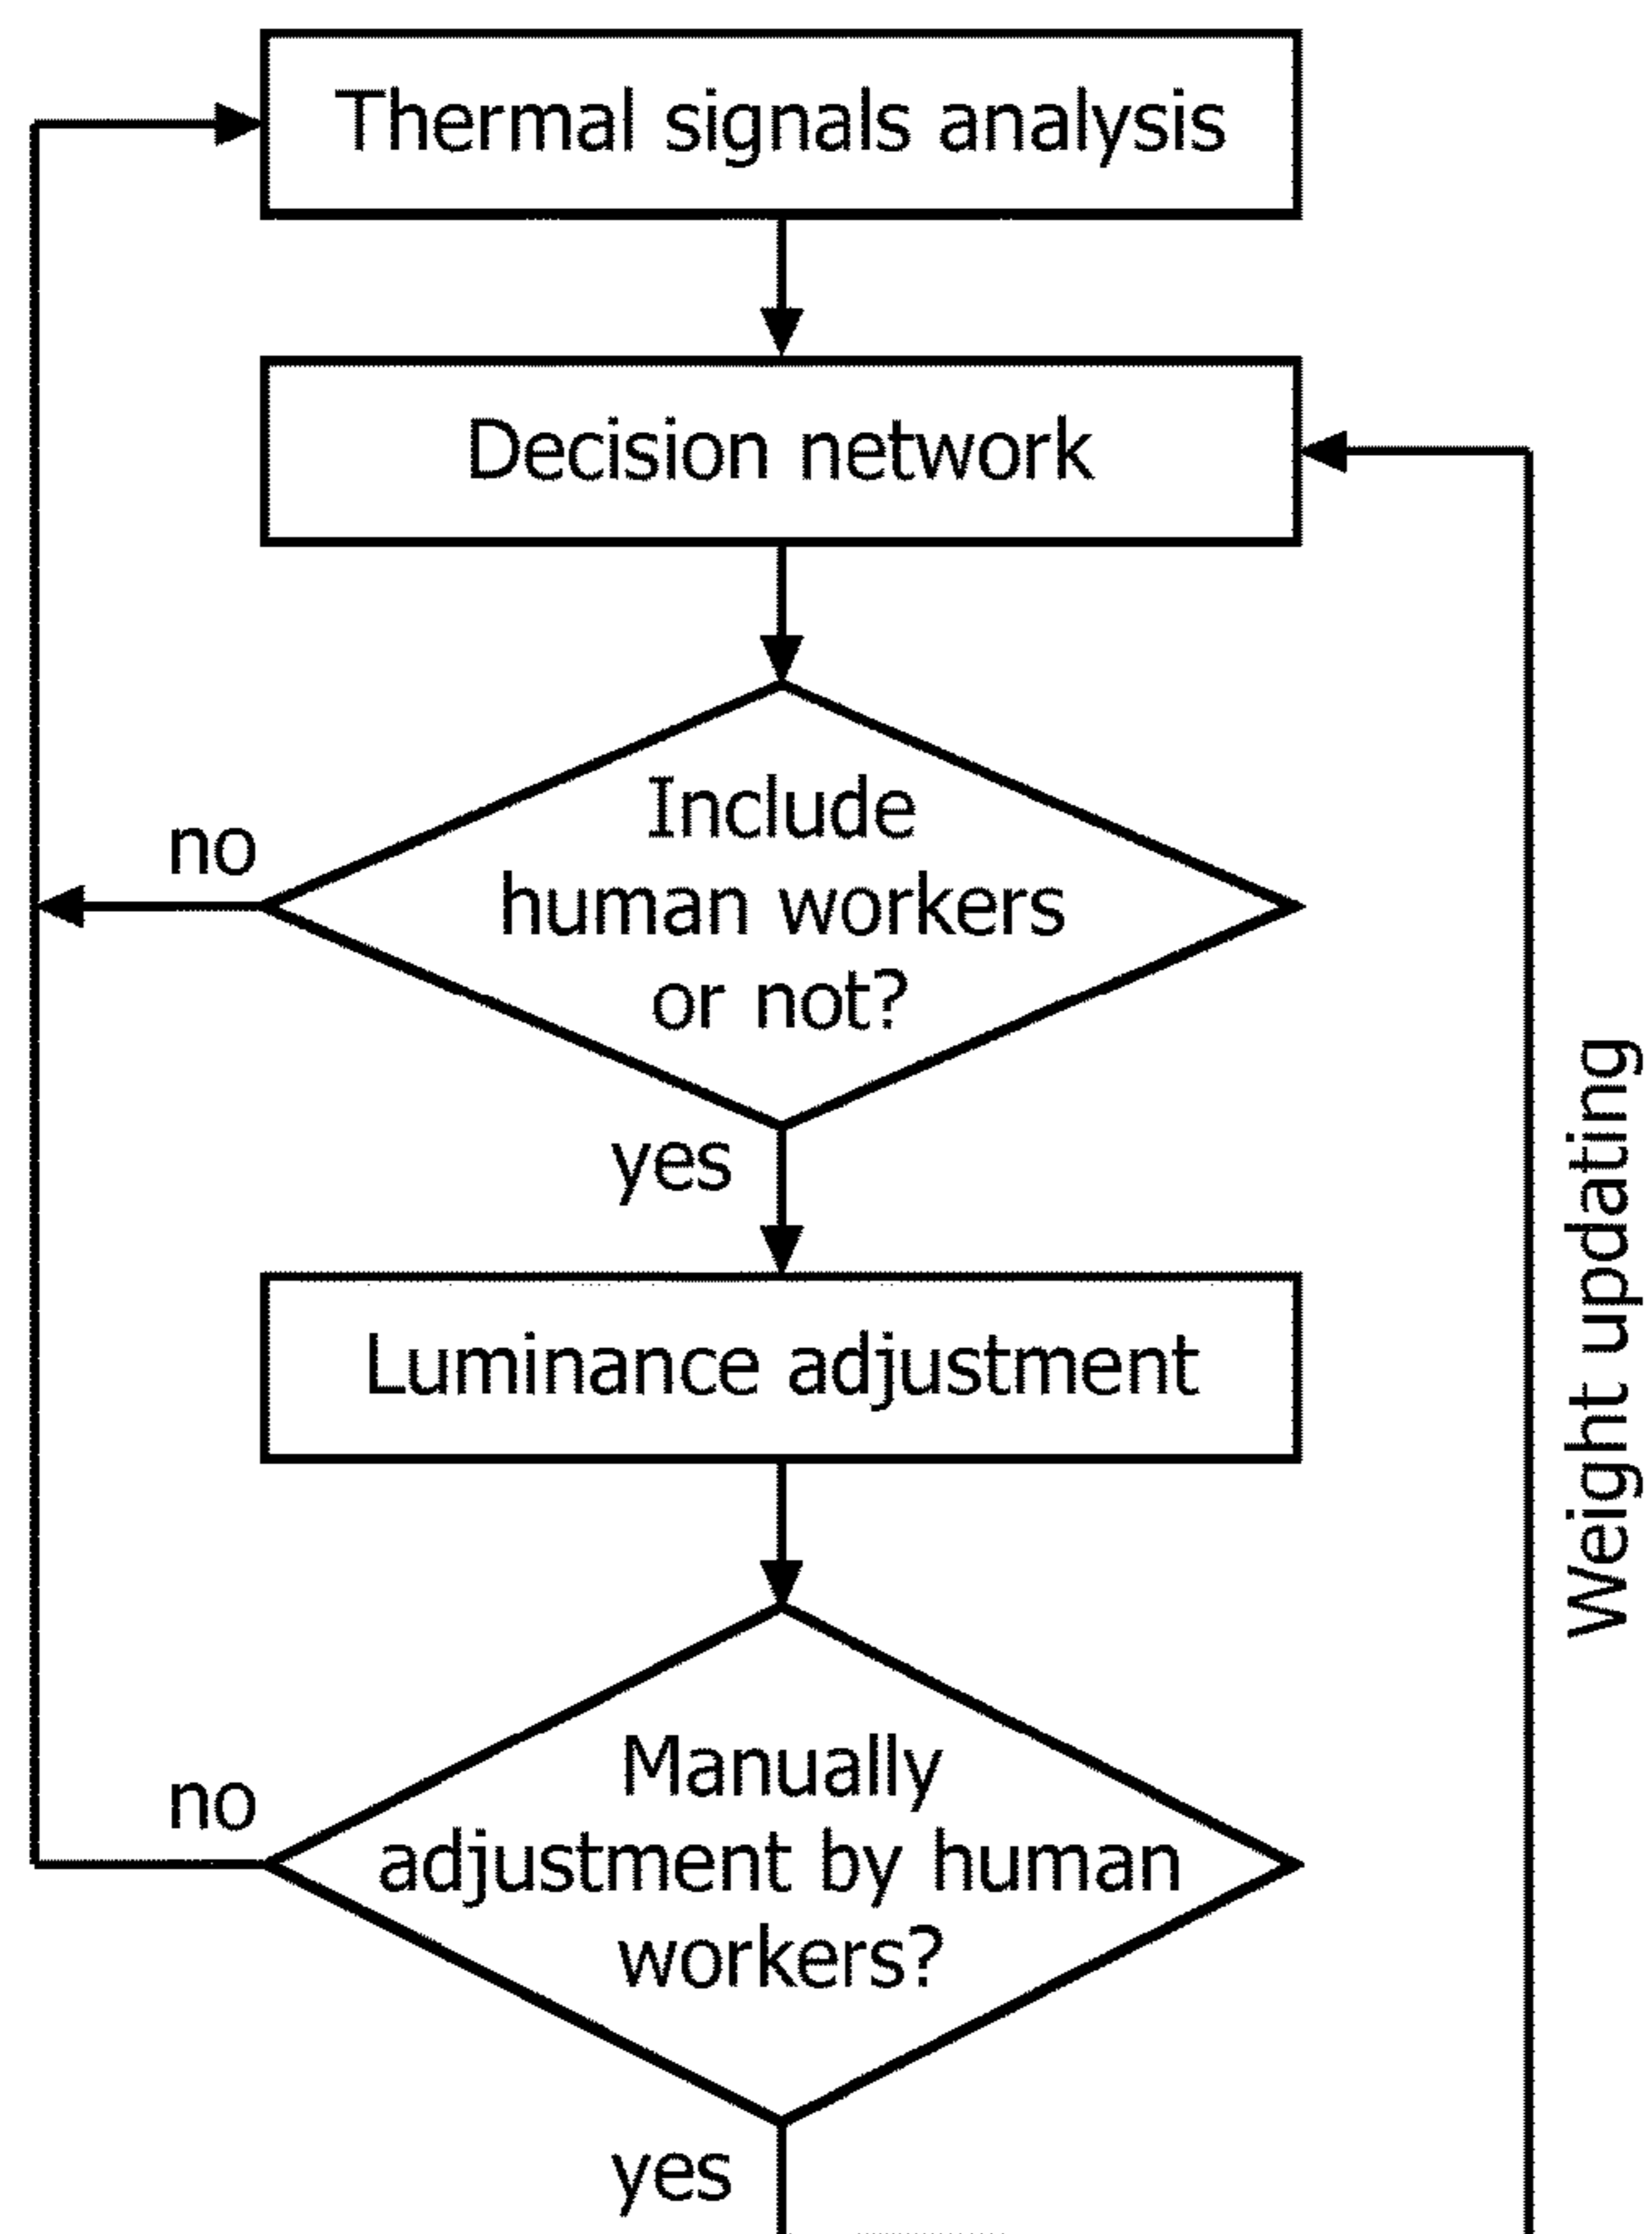 Thermal signals analysis
Decision network
Include
human workers
or not?
no
yes
Luminance adjustment
Manually
adjustment by human
workers?
no
yes
Weight updating